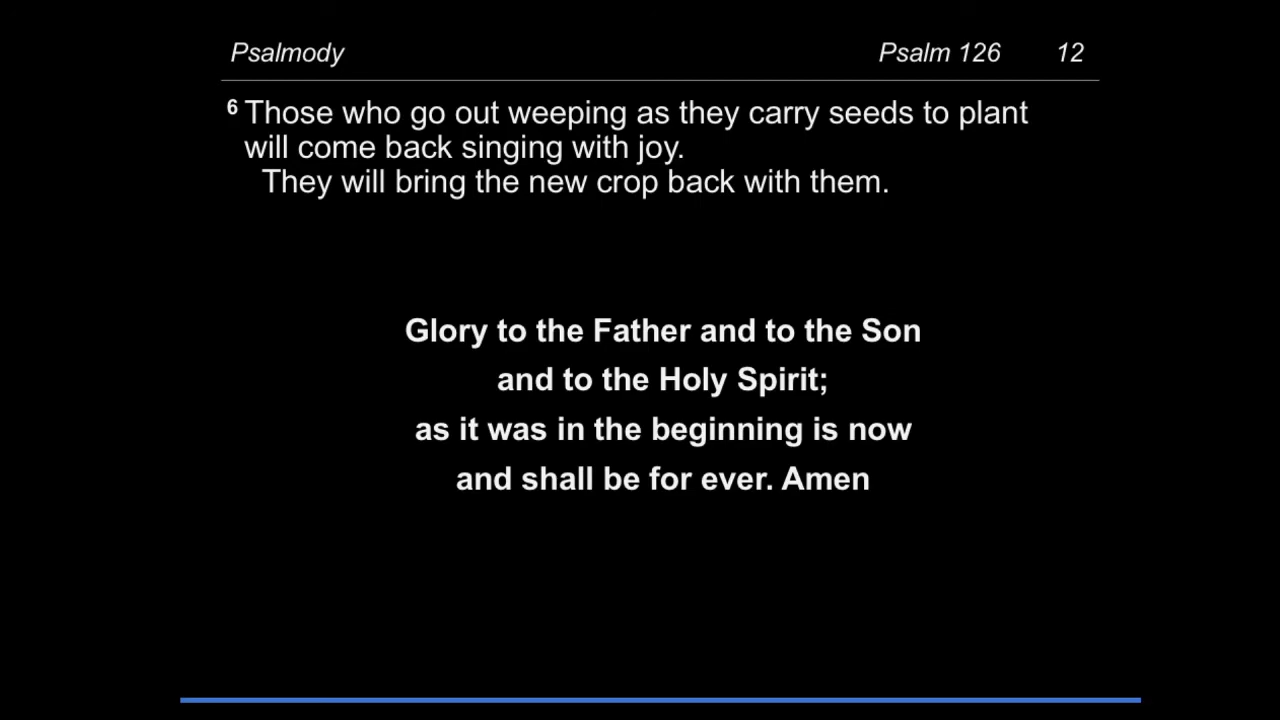 Psalmody Psalm 126 12
6 Those who go out weeping as they carry seeds to plant
will come back singing with joy.
They will bring the new crop back with them.
Glory to the Father and to the Son
and to the Holy Spirit;
as it was in the beginning is now
and shall be for ever. Amen